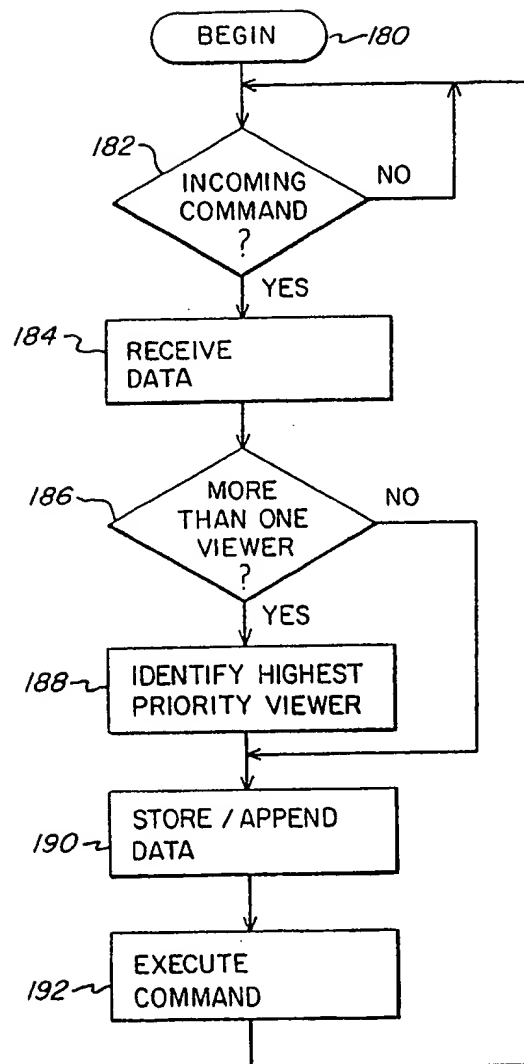 BEGIN
180
182
INCOMING
COMMAND
?
NO
YES
184
RECEIVE
DATA
186
MORE
THAN ONE
VIEWER
?
NO
YES
188
IDENTIFY HIGHEST
PRIORITY VIEWER
190
STORE / APPEND
DATA
192
EXECUTE
COMMAND